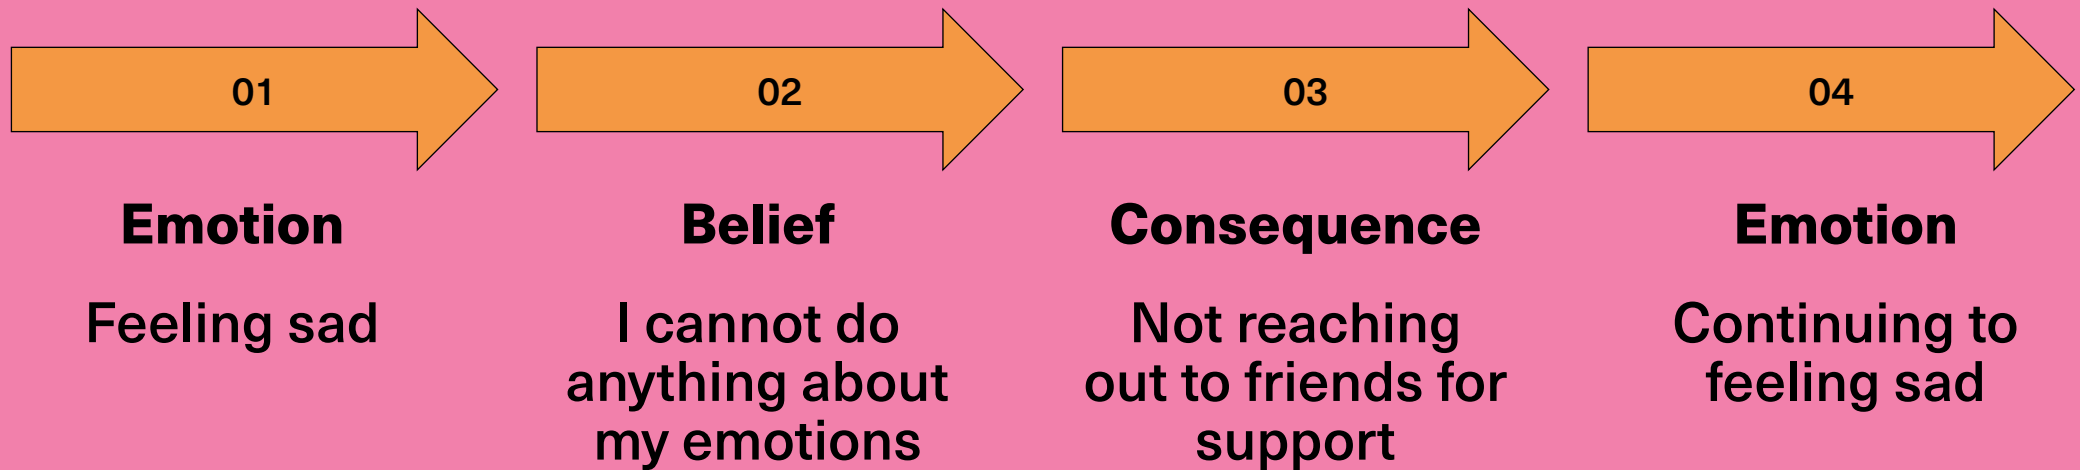 01
02
03
04
Emotion
Feeling sad
Belief
I cannot do
anything about
my emotions
Consequence
Not reaching
out to friends for
support
Emotion
Continuing to
feeling sad